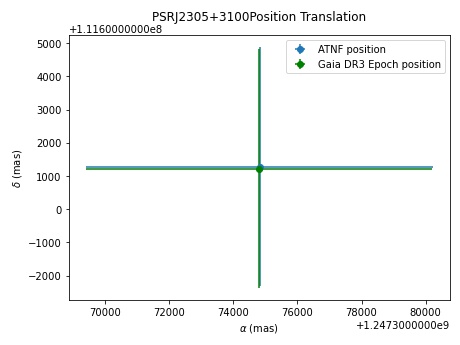 PSRJ2305+3100Position Translation
+1.1160000000e8
ATNF position
Gaia DR3 Epoch position
5000
4000
3000
2000
1000
0
−1000
−2000
δ (mas)
70000 72000 74000 76000 78000 80000
α (mas)
+1.2473000000e9